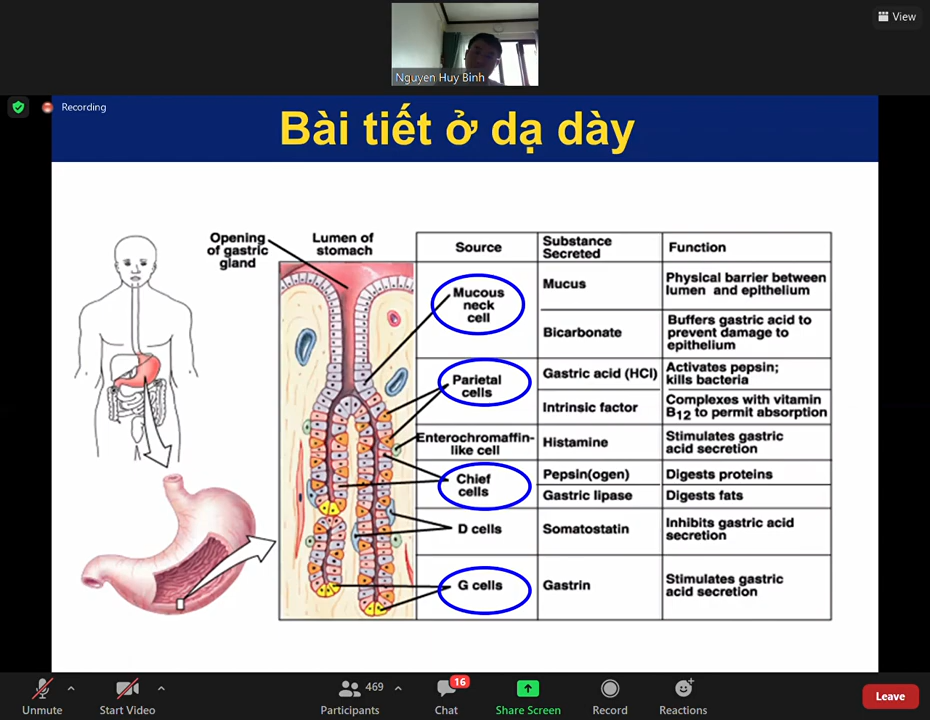 View
Nguyen Huy Binh
Recording
Bài tiết ở dạ dày
Opening
of gastric
gland
Lumen of
stomach
Source
Substance
Secreted
Function
Mucous
neck
cell
Mucus
Physical barrier between
lumen and epithelium
Bicarbonate
Buffers gastric acid to
prevent damage to
epithelium
Parietal
cells
Gastric acid (HCl)
Activates pepsin;
kills bacteria
Intrinsic factor
Complexes with vitamin
B12 to permit absorption
Enterochromaffin-
like cell
Histamine
Stimulates gastric
acid secretion
Chief
cells
Pepsin(ogen)
Digests proteins
Gastric lipase
Digests fats
D cells
Somatostatin
Inhibits gastric acid
secretion
G cells
Gastrin
Stimulates gastric
acid secretion
Unmute
Start Video
469
Participants
16
Chat
Share Screen
Record
Reactions
Leave